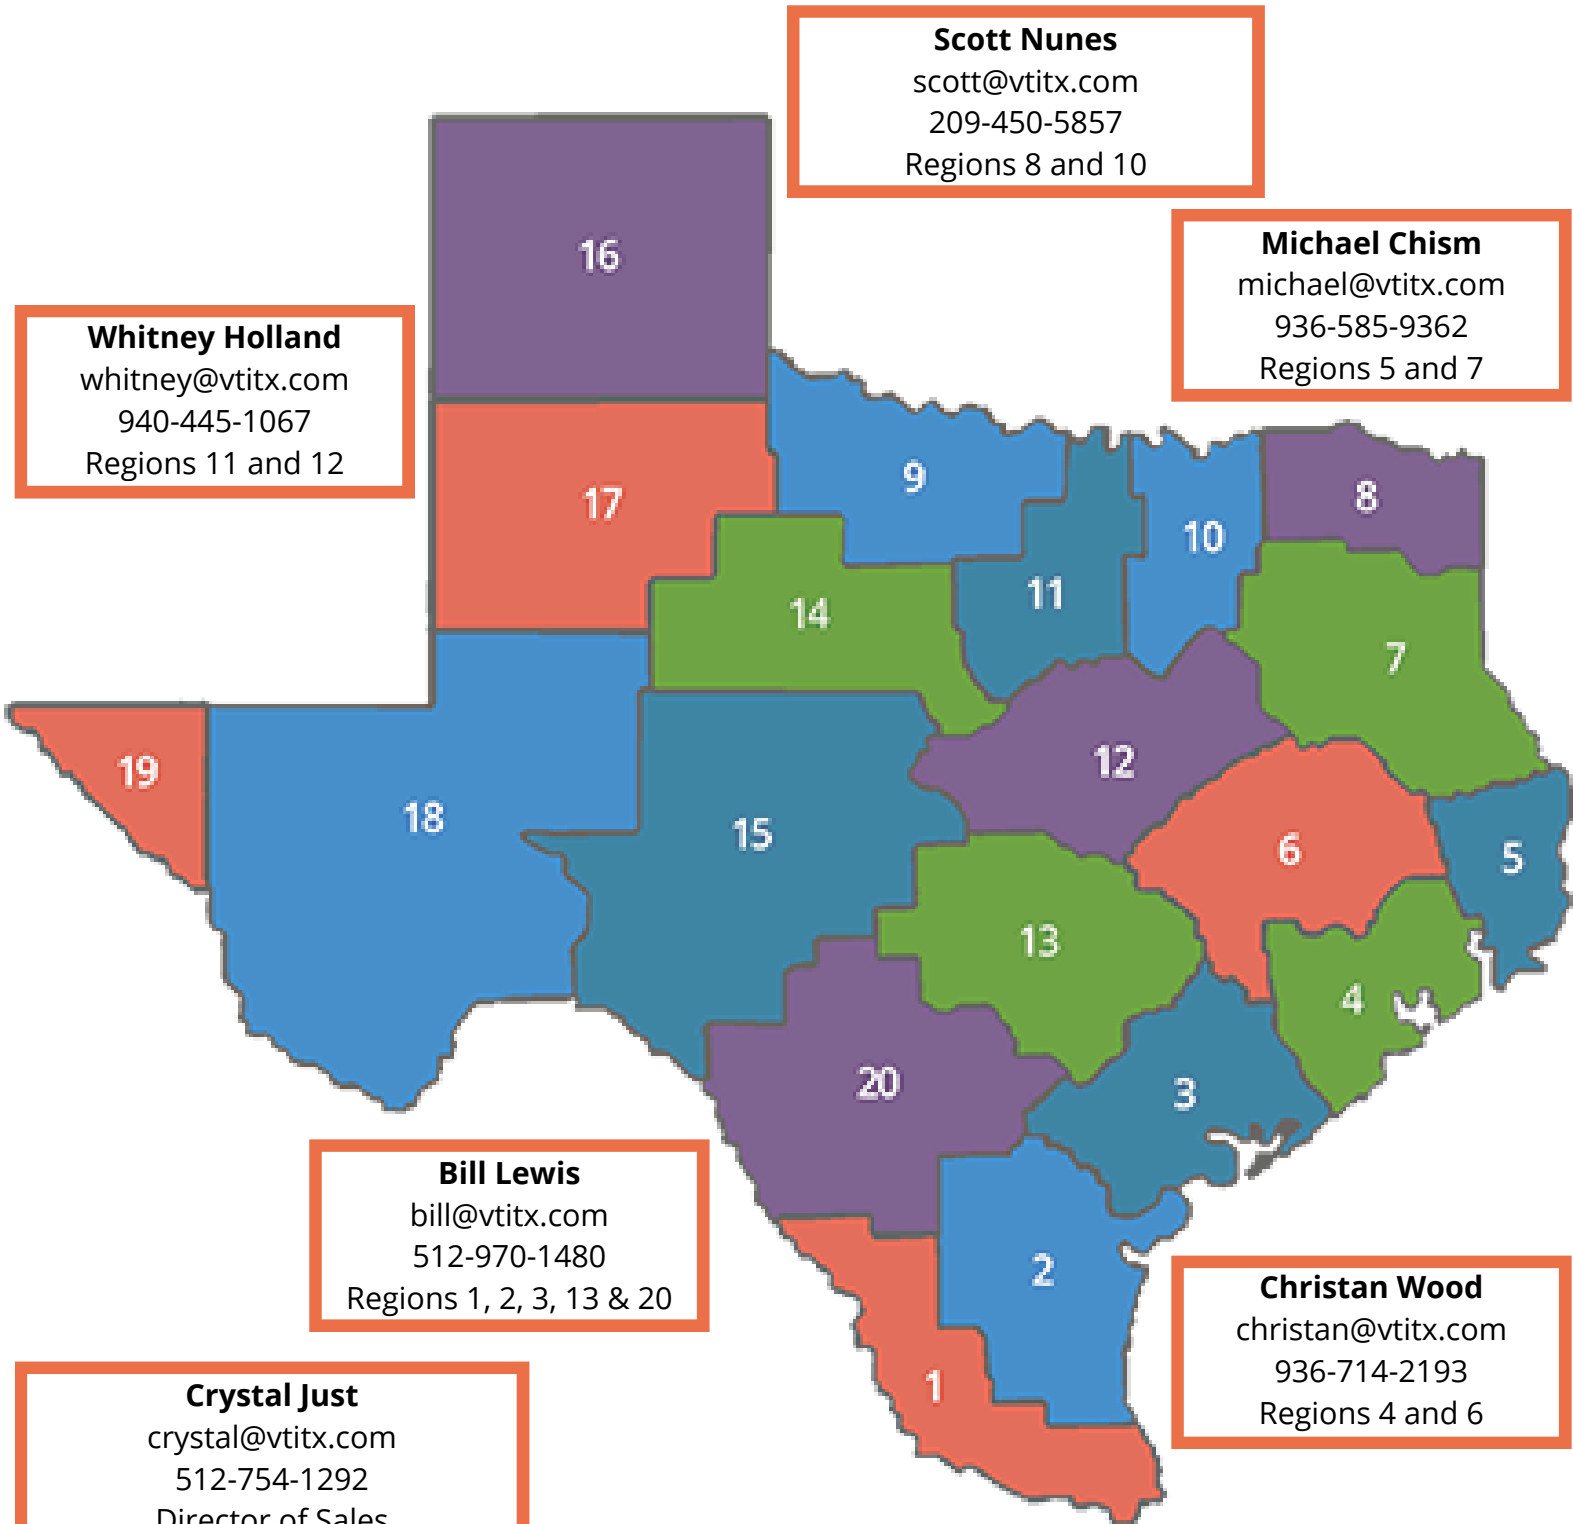 Scott Nunes
scott@vtitx.com
209-450-5857
Regions 8 and 10
Michael Chism
michael@vtitx.com
936-585-9362
Regions 5 and 7
Whitney Holland
whitney@vtitx.com
940-445-1067
Regions 11 and 12
16
17
9
11
10
8
14
7
19
18
15
12
6
5
13
4
20
3
2
1
Bill Lewis
bill@vtitx.com
512-970-1480
Regions 1, 2, 3, 13 & 20
Christan Wood
christan@vtitx.com
936-714-2193
Regions 4 and 6
Crystal Just
crystal@vtitx.com
512-754-1292
Director of Sales